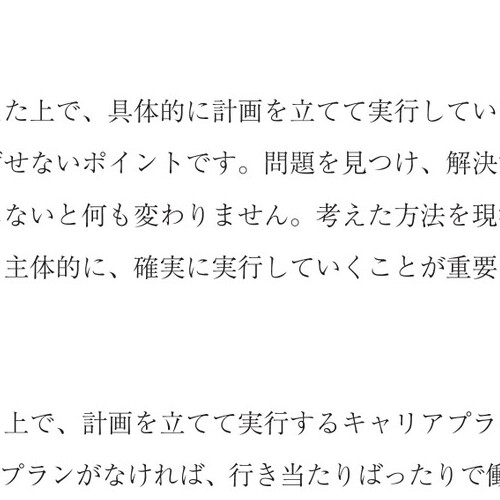 た上で、具体的に計画を立てて実行してい
せないポイントです。問題を見つけ、解決
ないと何も変わりません。考えた方法を現
主体的に、確実に実行していくことが重要
上で、計画を立てて実行するキャリアプラ
プランがなければ、行き当たりばったりで働